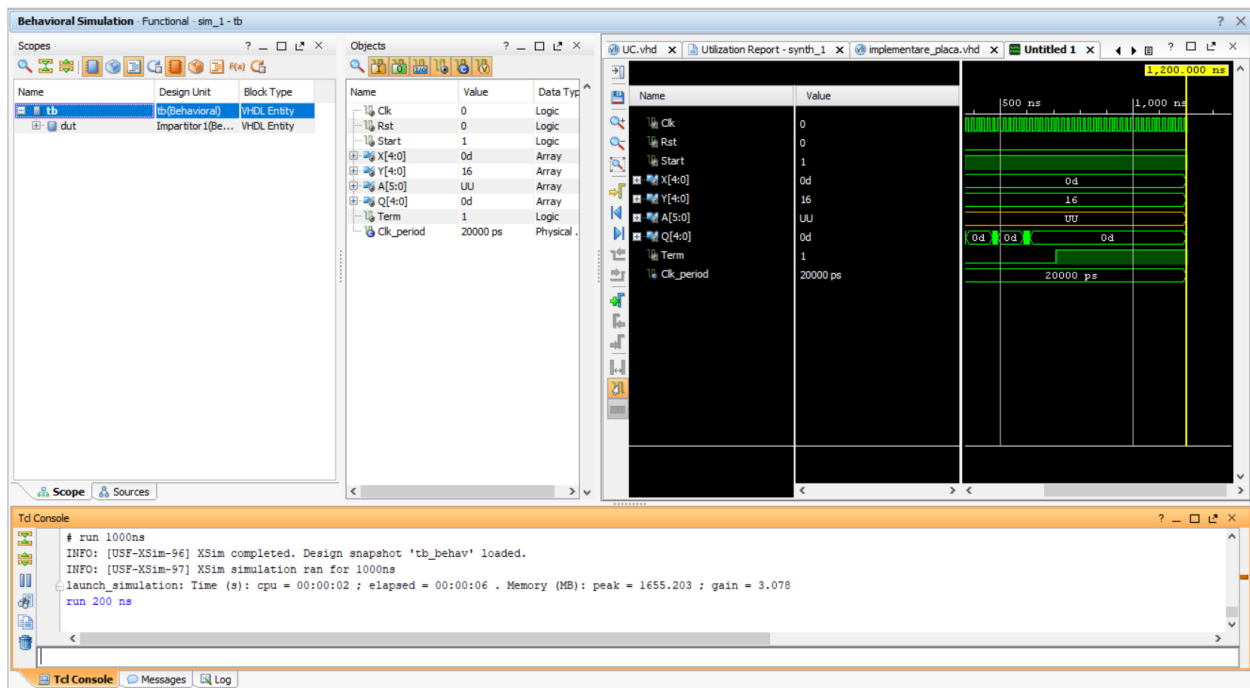 Behavioral Simulation - Functional - sim_1 - tb
Scopes
Name Design Unit Block Type
tb tb(Behavioral) VHDL Entity
dut Impartitor1(Be... VHDL Entity
Scope Sources
Objects
Name Value Data Typ
Clk 0 Logic
Rst 0 Logic
Start 1 Logic
X[4:0] 0d Array
Y[4:0] 16 Array
A[5:0] UU Array
Q[4:0] 0d Array
Term 1 Logic
Clk_period 20000 ps Physical .
UC.vhd Utilization Report - synth_1 implementare_placa.vhd Untitled 1
1,200.000 ns
Name Value
500 ns 1,000 ns
Clk 0
Rst 0
Start 1
X[4:0] 0d 0d
Y[4:0] 16 16
A[5:0] UU UU
Q[4:0] 0d 0d 0d 0d
Term 1
Clk_period 20000 ps 20000 ps
Tcl Console
# run 1000ns
INFO: [USF-XSim-96] XSim completed. Design snapshot 'tb_behav' loaded.
INFO: [USF-XSim-97] XSim simulation ran for 1000ns
launch_simulation: Time (s): cpu = 00:00:02 ; elapsed = 00:00:06 . Memory (MB): peak = 1655.203 ; gain = 3.078
run 200 ns
Tcl Console Messages Log